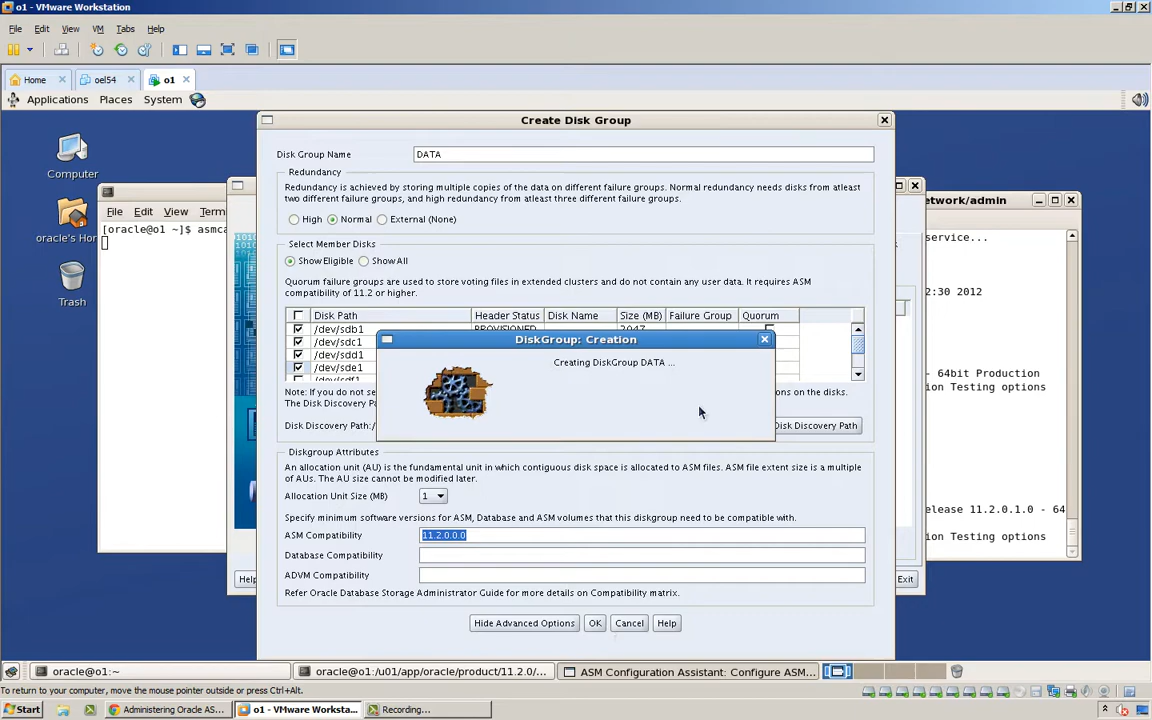 o1 - VMware Workstation
File Edit View VM Tabs Help
Home oel54 o1
Applications Places System
Computer
oracle's Hor
Trash
File Edit View Term
[oracle@o1 ~]$ asmca
Create Disk Group
Disk Group Name DATA
Redundancy
Redundancy is achieved by storing multiple copies of the data on different failure groups. Normal redundancy needs disks from atleast
two different failure groups, and high redundancy from atleast three different failure groups.
High Normal External (None)
Select Member Disks
Show Eligible Show All
Quorum failure groups are used to store voting files in extended clusters and do not contain any user data. It requires ASM
compatibility of 11.2 or higher.
Disk Path Header Status Disk Name Size (MB) Failure Group Quorum
/dev/sdb1 PROVISIONED 2047
/dev/sdc1
/dev/sdd1
/dev/sde1
/dev/sdf1
DiskGroup: Creation
Creating DiskGroup DATA ...
Note: If you do not se
ons on the disks.
The Disk Discovery Pa
Disk Discovery Path:/
Disk Discovery Path
Diskgroup Attributes
An allocation unit (AU) is the fundamental unit in which contiguous disk space is allocated to ASM files. ASM file extent size is a multiple
of AUs. The AU size cannot be modified later.
Allocation Unit Size (MB) 1
Specify minimum software versions for ASM, Database and ASM volumes that this diskgroup need to be compatible with.
ASM Compatibility 11.2.0.0.0
Database Compatibility
ADVM Compatibility
Refer Oracle Database Storage Administrator Guide for more details on Compatibility matrix.
Hide Advanced Options OK Cancel Help
Help
Exit
etwork/admin
service...
2:30 2012
- 64bit Production
ion Testing options
elease 11.2.0.1.0 - 64
ion Testing options
oracle@o1:~ oracle@o1:/u01/app/oracle/product/11.2.0/... ASM Configuration Assistant: Configure ASM...
To return to your computer, move the mouse pointer outside or press Ctrl+Alt.
Start Administering Oracle AS... o1 - VMware Worksta... Recording...